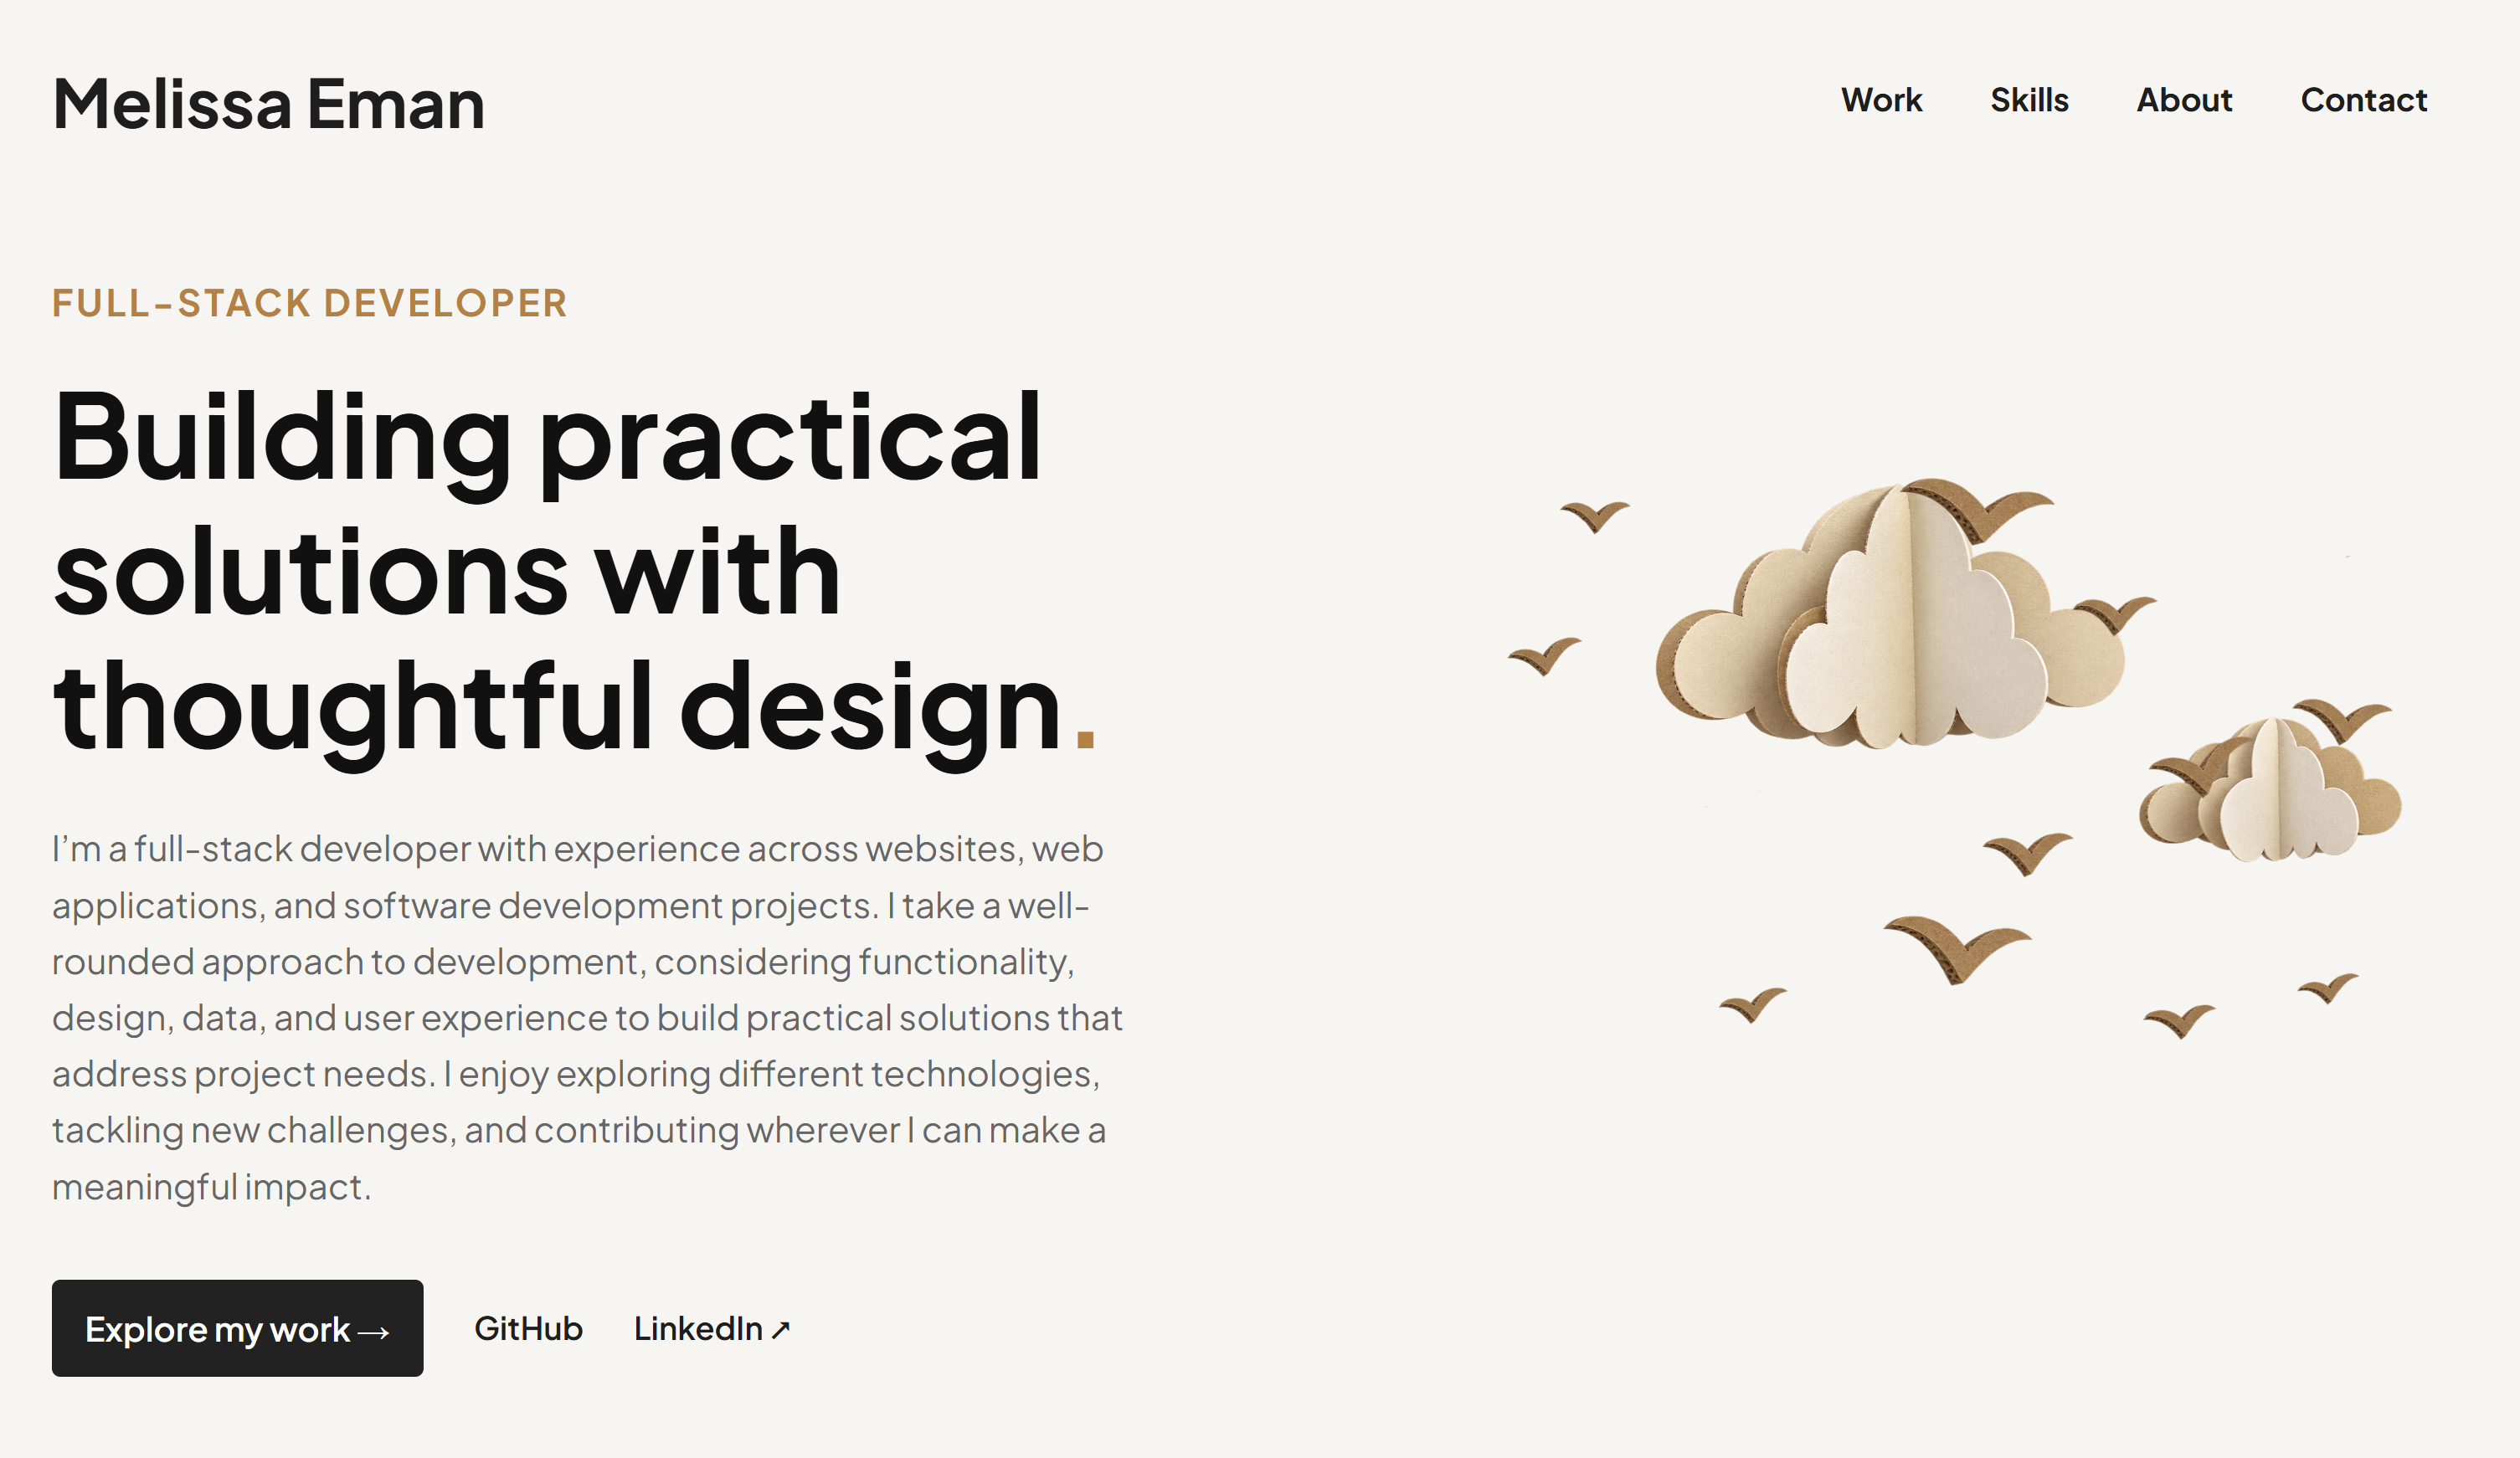 Melissa Eman
Work Skills About Contact
FULL-STACK DEVELOPER
Building practical
solutions with
thoughtful design.
I’m a full-stack developer with experience across websites, web
applications, and software development projects. I take a well-
rounded approach to development, considering functionality,
design, data, and user experience to build practical solutions that
address project needs. I enjoy exploring different technologies,
tackling new challenges, and contributing wherever I can make a
meaningful impact.
Explore my work → GitHub LinkedIn ↗